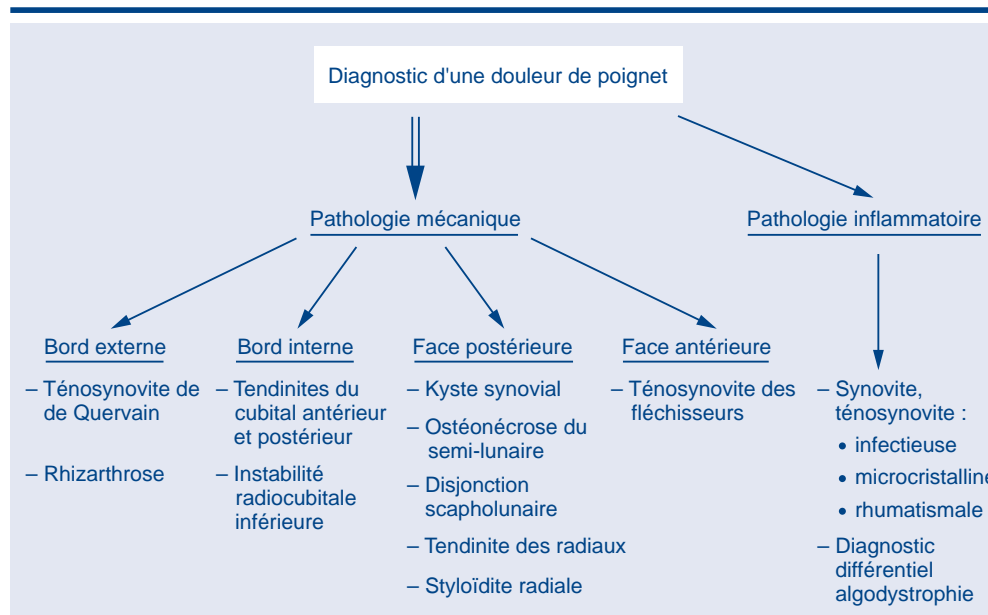 Diagnostic d'une douleur de poignet
Pathologie mécanique
Pathologie inflammatoire
Bord externe
– Ténosynovite de
de Quervain
– Rhizarthrose
Bord interne
– Tendinites du
cubital antérieur
et postérieur
– Instabilité
radiocubitale
inférieure
Face postérieure
– Kyste synovial
– Ostéonécrose du
semi-lunaire
– Disjonction
scapholunaire
– Tendinite des radiaux
– Styloïdite radiale
Face antérieure
– Ténosynovite des
fléchisseurs
– Synovite,
ténosynovite :
• infectieuse
• microcristalline
• rhumatismale
– Diagnostic
différentiel
algodystrophie